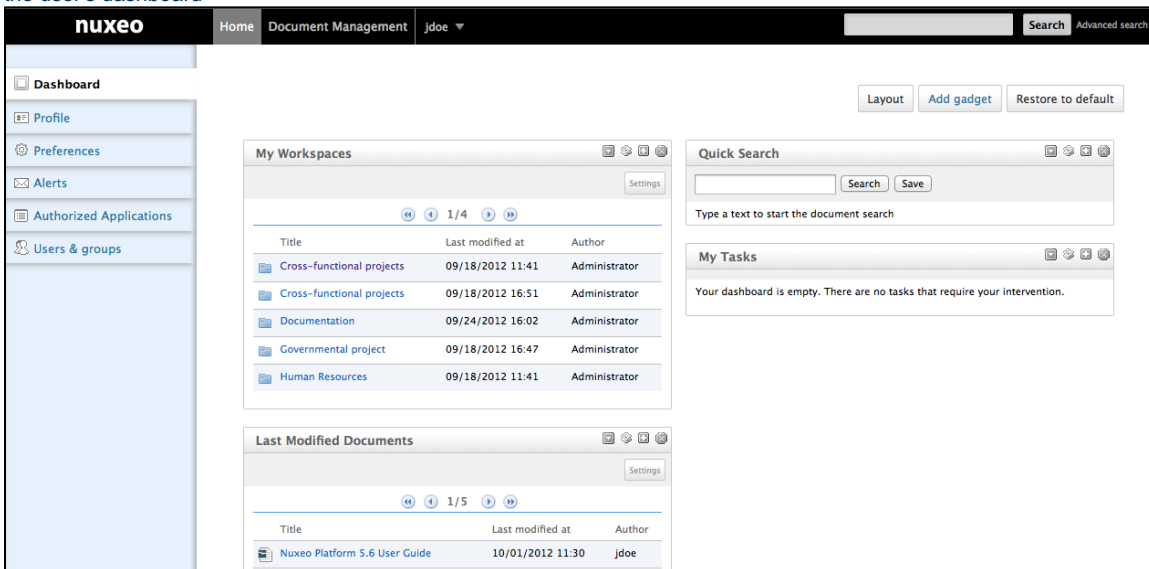 the user's dashboard
nuxeo
Home Document Management jdoe
Search Advanced search
Dashboard
Profile
Preferences
Alerts
Authorized Applications
Users & groups
Layout Add gadget Restore to default
My Workspaces
Settings
1/4
Title Last modified at Author
Cross-functional projects 09/18/2012 11:41 Administrator
Cross-functional projects 09/18/2012 16:51 Administrator
Documentation 09/24/2012 16:02 Administrator
Governmental project 09/18/2012 16:47 Administrator
Human Resources 09/18/2012 11:41 Administrator
Last Modified Documents
Settings
1/5
Title Last modified at Author
Nuxeo Platform 5.6 User Guide 10/01/2012 11:30 jdoe
Quick Search
Search Save
Type a text to start the document search
My Tasks
Your dashboard is empty. There are no tasks that require your intervention.